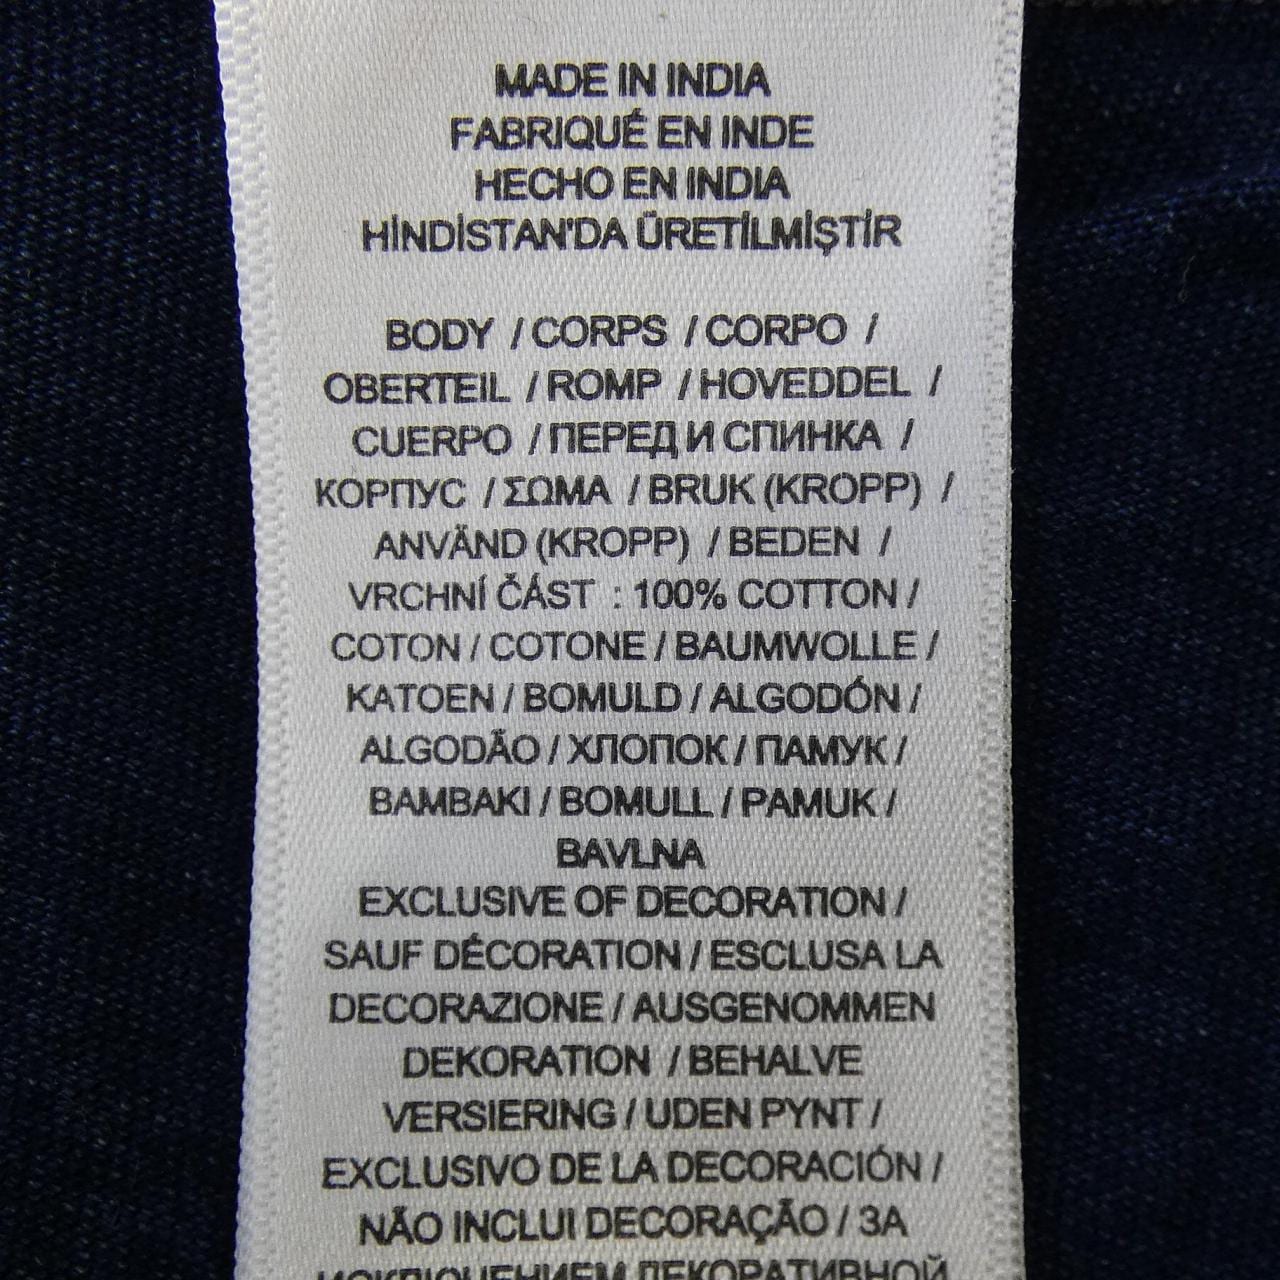 MADE IN INDIA
FABRIQUÉ EN INDE
HECHO EN INDIA
HİNDİSTAN'DA ÜRETİLMİŞTİR
BODY / CORPS / CORPO /
OBERTEIL / ROMP / HOVEDDEL /
CUERPO / ПЕРЕД И СПИНКА /
КОРПУС / ΣΩΜΑ / BRUK (KROPP) /
ANVÄND (KROPP) / BEDEN /
VRCHNÍ ČÁST : 100% COTTON /
COTON / COTONE / BAUMWOLLE /
KATOEN / BOMULD / ALGODÓN /
ALGODÃO / ХЛОПОК / ПАМУК /
ΒΑΜΒΑΚΙ / BOMULL / PAMUK /
BAVLNA
EXCLUSIVE OF DECORATION /
SAUF DÉCORATION / ESCLUSA LA
DECORAZIONE / AUSGENOMMEN
DEKORATION / BEHALVE
VERSIERING / UDEN PYNT /
EXCLUSIVO DE LA DECORACIÓN /
NÃO INCLUI DECORAÇÃO / ЗА
ИСКЛЮЧЕНИЕМ ДЕКОРАТИВНОЙ